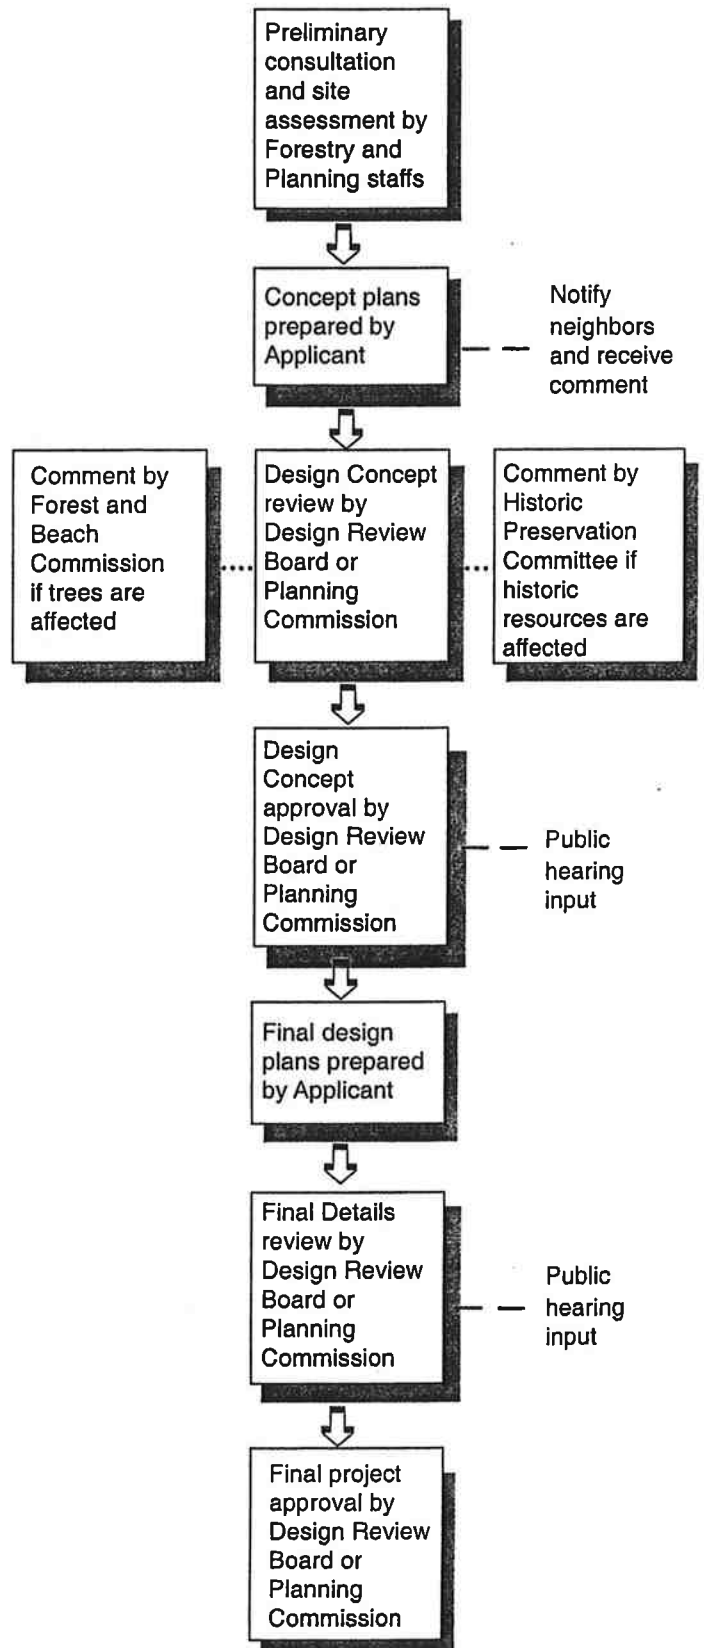 Preliminary
consultation
and site
assessment by
Forestry and
Planning staffs
Concept plans
prepared by
Applicant
Notify
neighbors
and receive
comment
Comment by
Forest and
Beach
Commission
if trees are
affected
Design Concept
review by
Design Review
Board or
Planning
Commission
Comment by
Historic
Preservation
Committee if
historic
resources are
affected
Design
Concept
approval by
Design Review
Board or
Planning
Commission
Public
hearing
input
Final design
plans prepared
by Applicant
Final Details
review by
Design Review
Board or
Planning
Commission
Public
hearing
input
Final project
approval by
Design Review
Board or
Planning
Commission